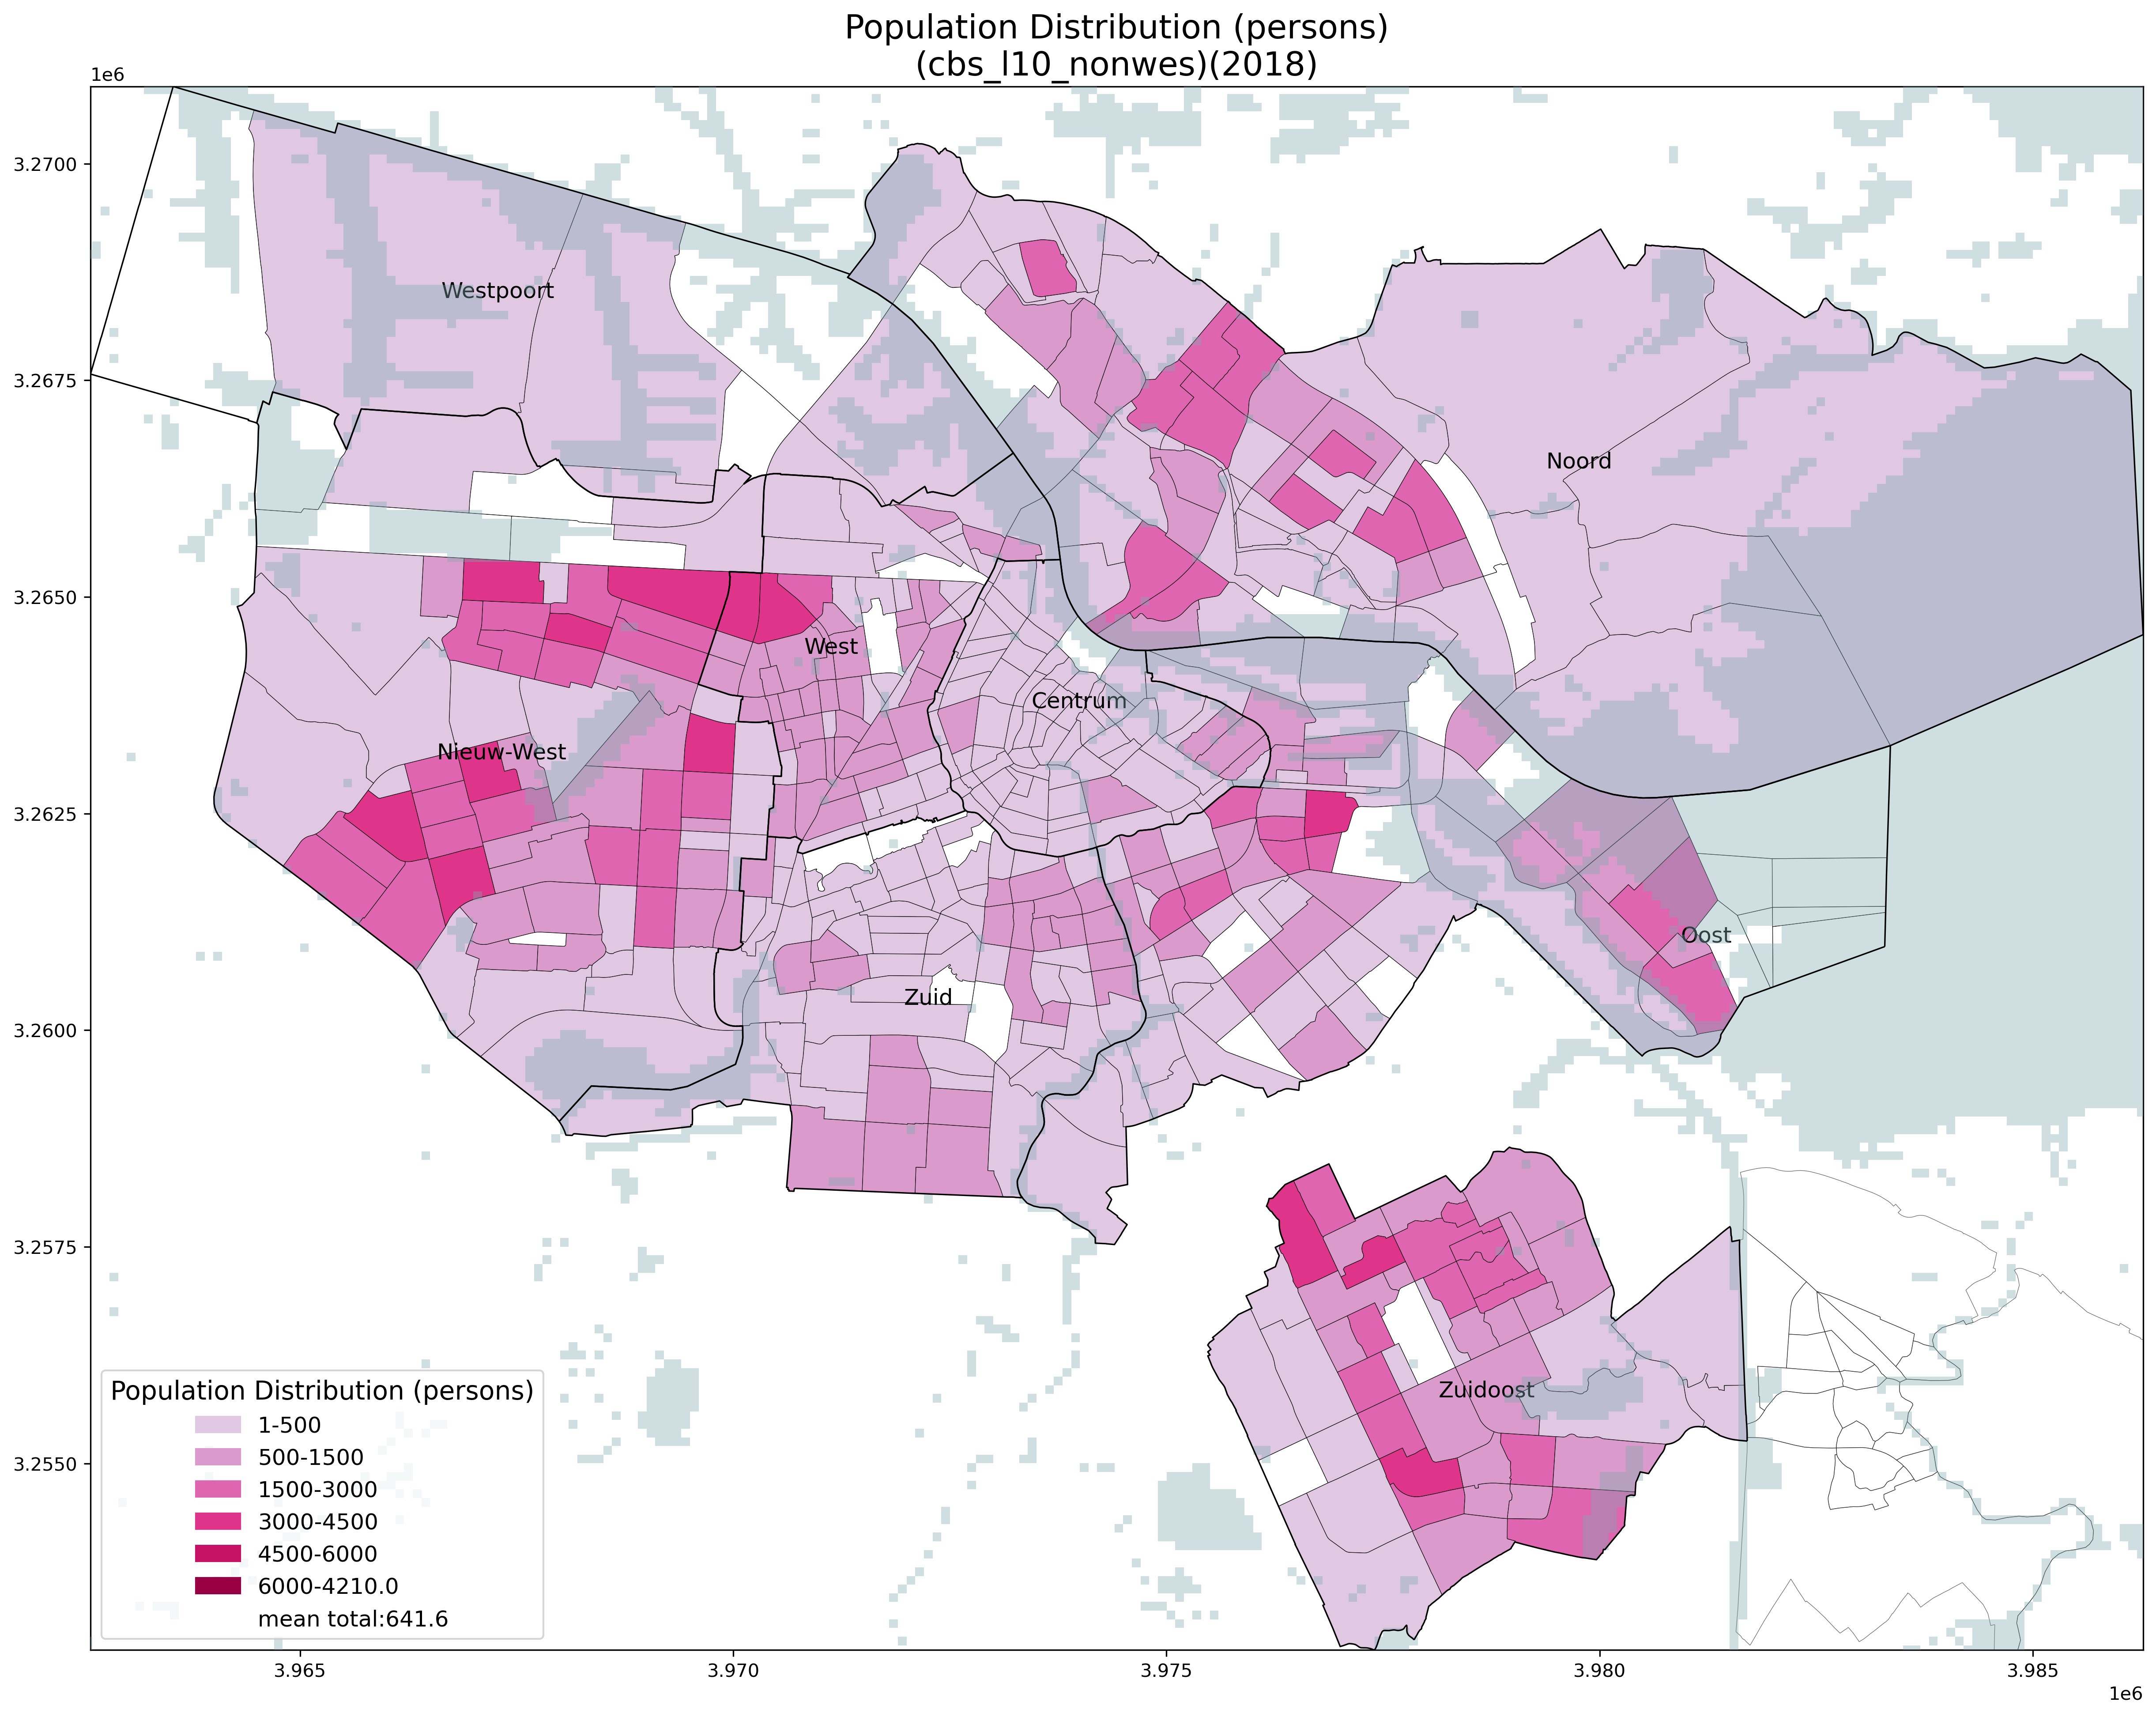 Population Distribution (persons)
(cbs_l10_nonwes)(2018)
1e6
3.2700
3.2675
3.2650
3.2625
3.2600
3.2575
3.2550
Westpoort
Noord
West
Centrum
Nieuw-West
Oost
Zuid
Zuidoost
Population Distribution (persons)
1-500
500-1500
1500-3000
3000-4500
4500-6000
6000-4210.0
mean total:641.6
3.965
3.970
3.975
3.980
3.985
1e6